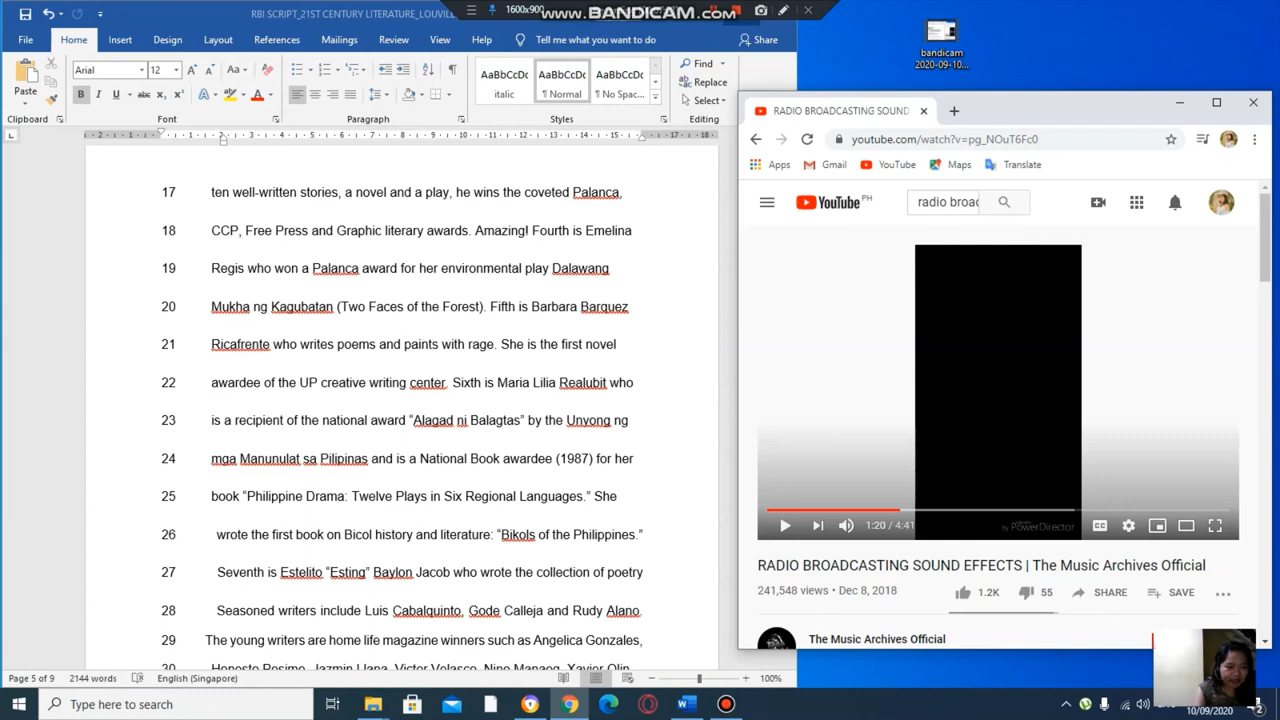 RBI SCRIPT_21ST CENTURY LITERATURE_LOUVILL
1600x900
www.BANDICAM.com
File Home Insert Design Layout References Mailings Review View Help Tell me what you want to do Share
Paste
Clipboard
Arial 12
Font
Paragraph
AaBbCcDc AaBbCcDc AaBbCcDc
italic ¶ Normal ¶ No Spac...
Styles
Find
Replace
Select
Editing
17 ten well-written stories, a novel and a play, he wins the coveted Palanca,
18 CCP, Free Press and Graphic literary awards. Amazing! Fourth is Emelina
19 Regis who won a Palanca award for her environmental play Dalawang
20 Mukha ng Kagubatan (Two Faces of the Forest). Fifth is Barbara Barquez
21 Ricafrente who writes poems and paints with rage. She is the first novel
22 awardee of the UP creative writing center. Sixth is Maria Lilia Realubit who
23 is a recipient of the national award “Alagad ni Balagtas” by the Unyong ng
24 mga Manunulat sa Pilipinas and is a National Book awardee (1987) for her
25 book “Philippine Drama: Twelve Plays in Six Regional Languages.” She
26 wrote the first book on Bicol history and literature: “Bikols of the Philippines.”
27 Seventh is Estelito “Esting” Baylon Jacob who wrote the collection of poetry
28 Seasoned writers include Luis Cabalquinto, Gode Calleja and Rudy Alano.
29 The young writers are home life magazine winners such as Angelica Gonzales,
30 Honesto Pesimo, Jazmin Llana, Victor Velasco, Nino Manaog, Xavier Olin
Page 5 of 9 2144 words English (Singapore) 100%
bandicam
2020-09-10...
RADIO BROADCASTING SOUND
youtube.com/watch?v=pg_NOuT6Fc0
Apps Gmail YouTube Maps Translate
YouTube PH
radio broad
1:20 / 4:41
PowerDirector
RADIO BROADCASTING SOUND EFFECTS | The Music Archives Official
241,548 views • Dec 8, 2018
1.2K 55 SHARE SAVE
The Music Archives Official
Type here to search
10/09/2020
2